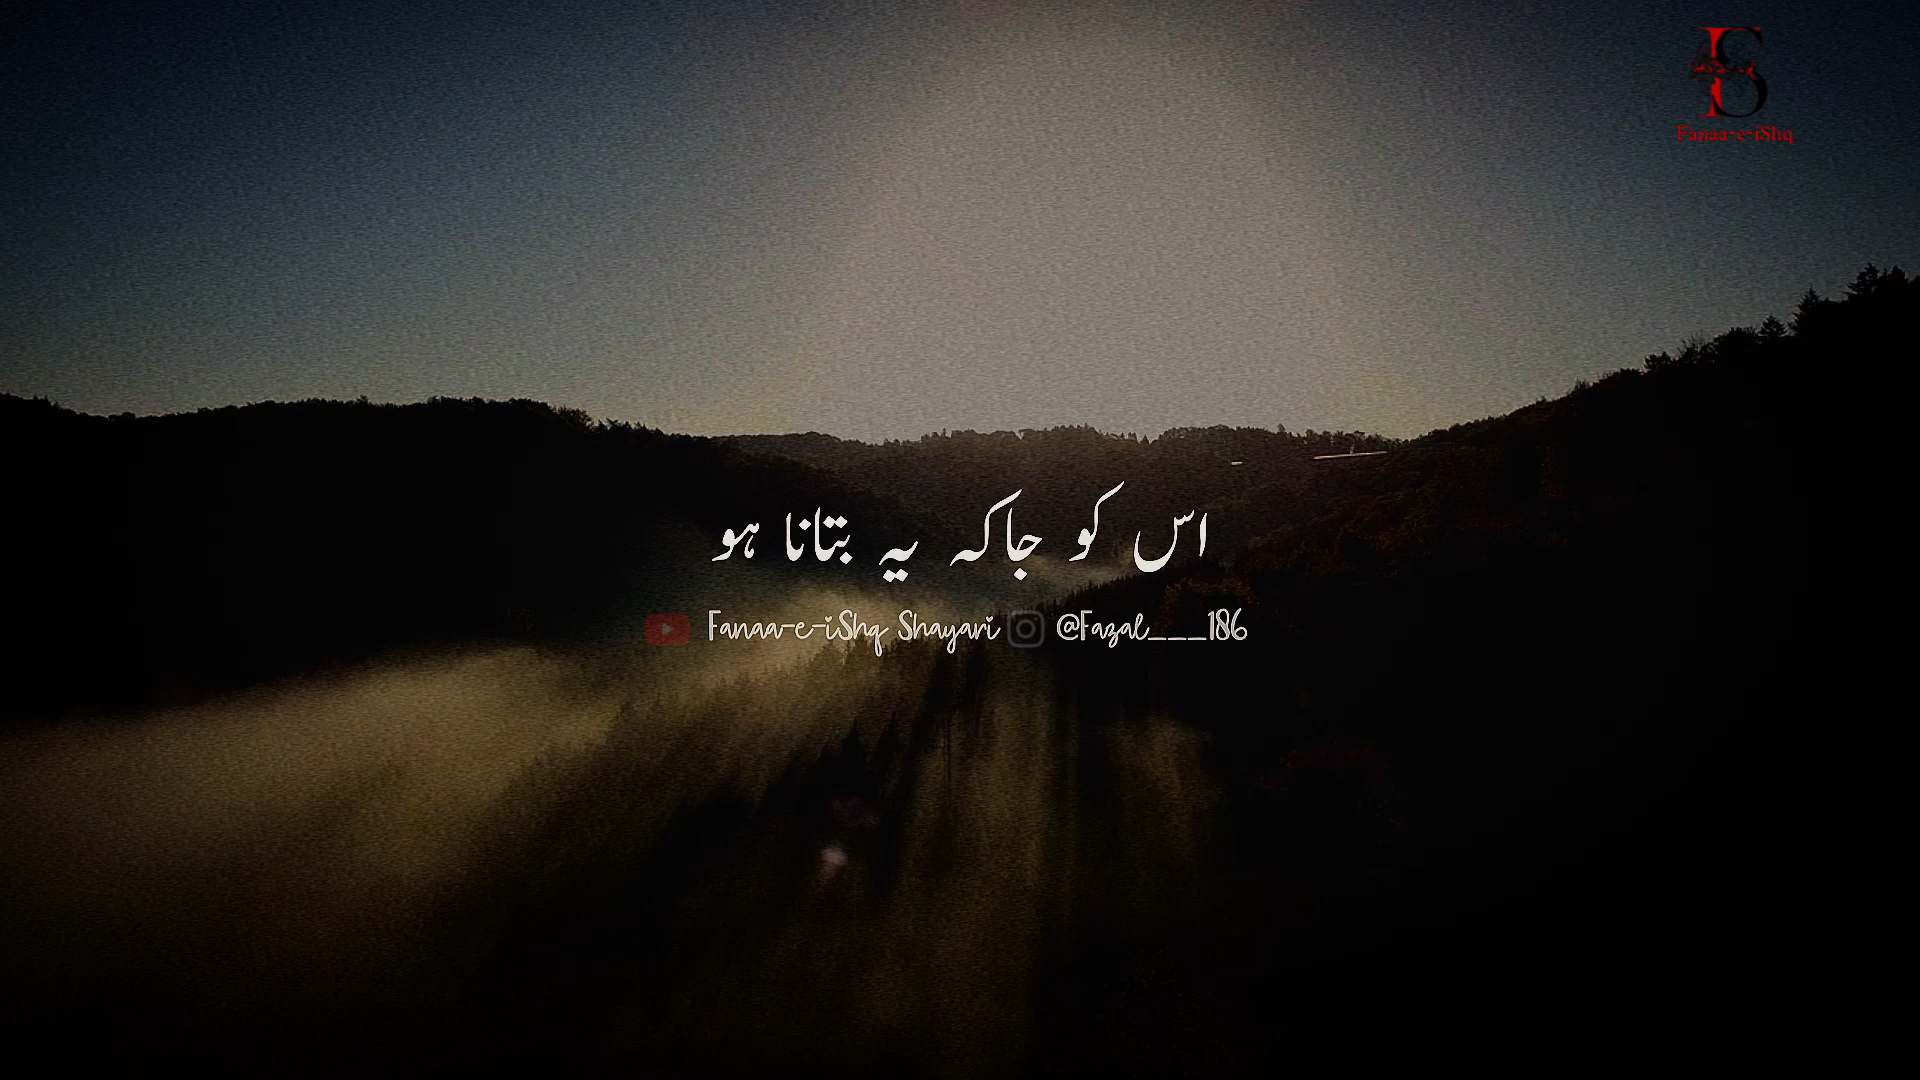 Fanaa-e-iShq
اس کو جاکہ یہ بتانا ہو
Fanaa-e-iShq Shayari @Fazal___186